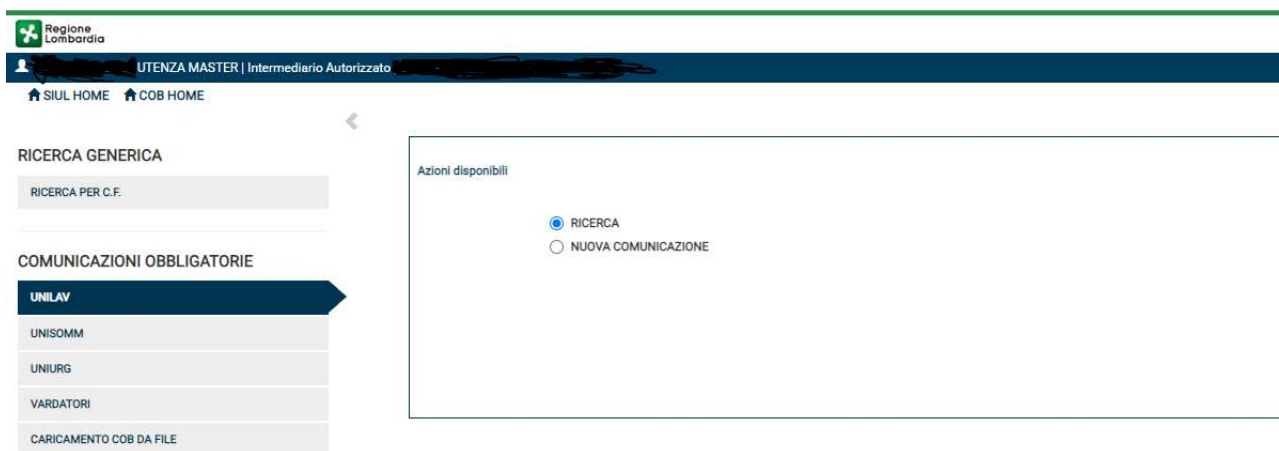 Regione
Lombardia
UTENZA MASTER | Intermediario Autorizzato
SIUL HOME COB HOME
RICERCA GENERICA
RICERCA PER C.F.
COMUNICAZIONI OBBLIGATORIE
UNILAV
UNISOMM
UNIURG
VARDATORI
CARICAMENTO COB DA FILE
Azioni disponibili
RICERCA
NUOVA COMUNICAZIONE